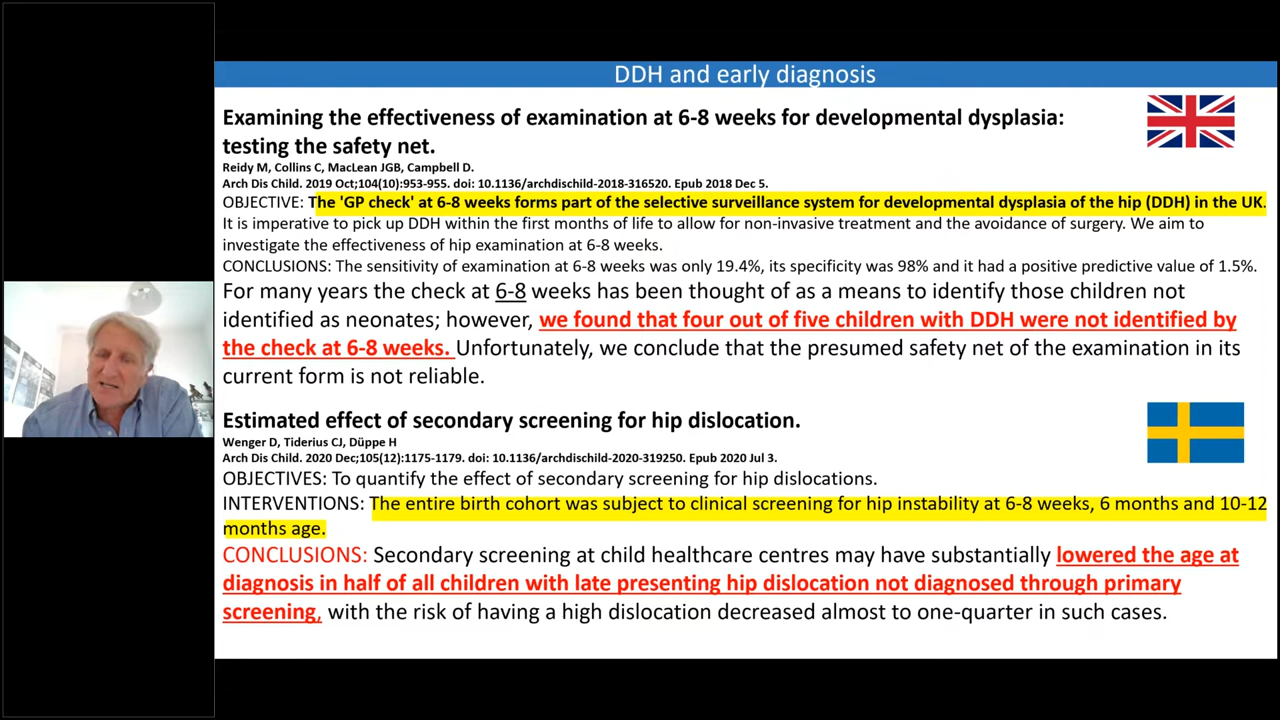 DDH and early diagnosis
Examining the effectiveness of examination at 6-8 weeks for developmental dysplasia:
testing the safety net.
Reidy M, Collins C, MacLean JGB, Campbell D.
Arch Dis Child. 2019 Oct;104(10):953-955. doi: 10.1136/archdischild-2018-316520. Epub 2018 Dec 5.
OBJECTIVE: The 'GP check' at 6-8 weeks forms part of the selective surveillance system for developmental dysplasia of the hip (DDH) in the UK.
It is imperative to pick up DDH within the first months of life to allow for non-invasive treatment and the avoidance of surgery. We aim to
investigate the effectiveness of hip examination at 6-8 weeks.
CONCLUSIONS: The sensitivity of examination at 6-8 weeks was only 19.4%, its specificity was 98% and it had a positive predictive value of 1.5%.
For many years the check at 6-8 weeks has been thought of as a means to identify those children not
identified as neonates; however, we found that four out of five children with DDH were not identified by
the check at 6-8 weeks. Unfortunately, we conclude that the presumed safety net of the examination in its
current form is not reliable.
Estimated effect of secondary screening for hip dislocation.
Wenger D, Tiderius CJ, Düppe H
Arch Dis Child. 2020 Dec;105(12):1175-1179. doi: 10.1136/archdischild-2020-319250. Epub 2020 Jul 3.
OBJECTIVES: To quantify the effect of secondary screening for hip dislocations.
INTERVENTIONS: The entire birth cohort was subject to clinical screening for hip instability at 6-8 weeks, 6 months and 10-12
months age.
CONCLUSIONS: Secondary screening at child healthcare centres may have substantially lowered the age at
diagnosis in half of all children with late presenting hip dislocation not diagnosed through primary
screening, with the risk of having a high dislocation decreased almost to one-quarter in such cases.